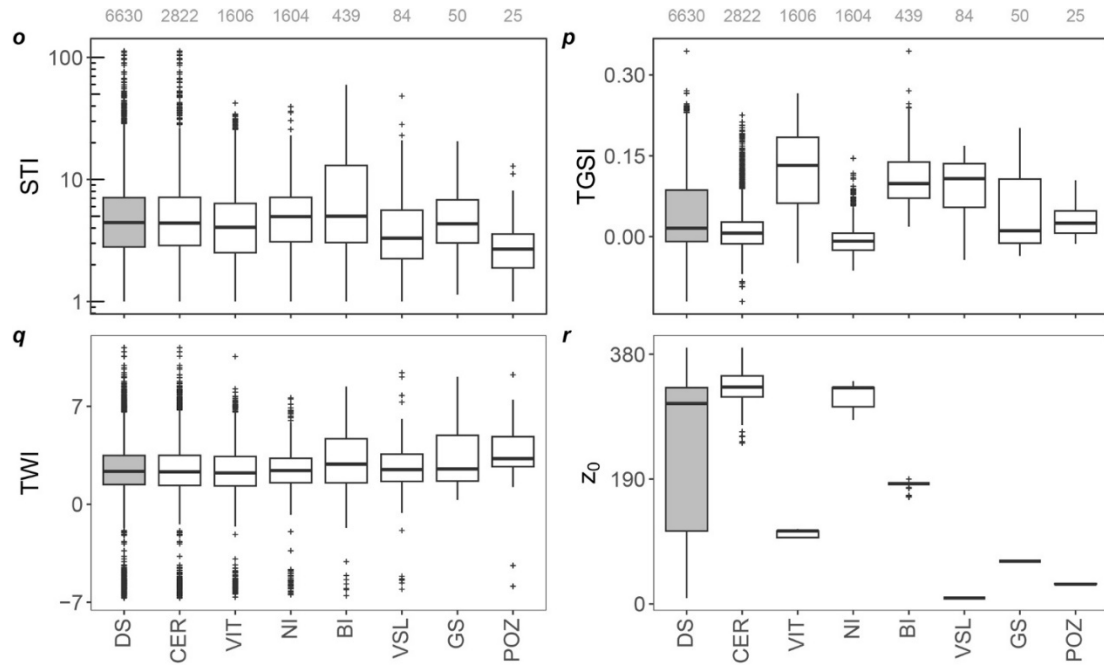 6630 2822 1606 1604 439 84 50 25
6630 2822 1606 1604 439 84 50 25
o
100
10
1
STI
p
0.30
0.15
0.00
TGSI
q
7
0
−7
TWI
DS CER VIT NI BI VSL GS POZ
r
380
190
0
z₀
DS CER VIT NI BI VSL GS POZ